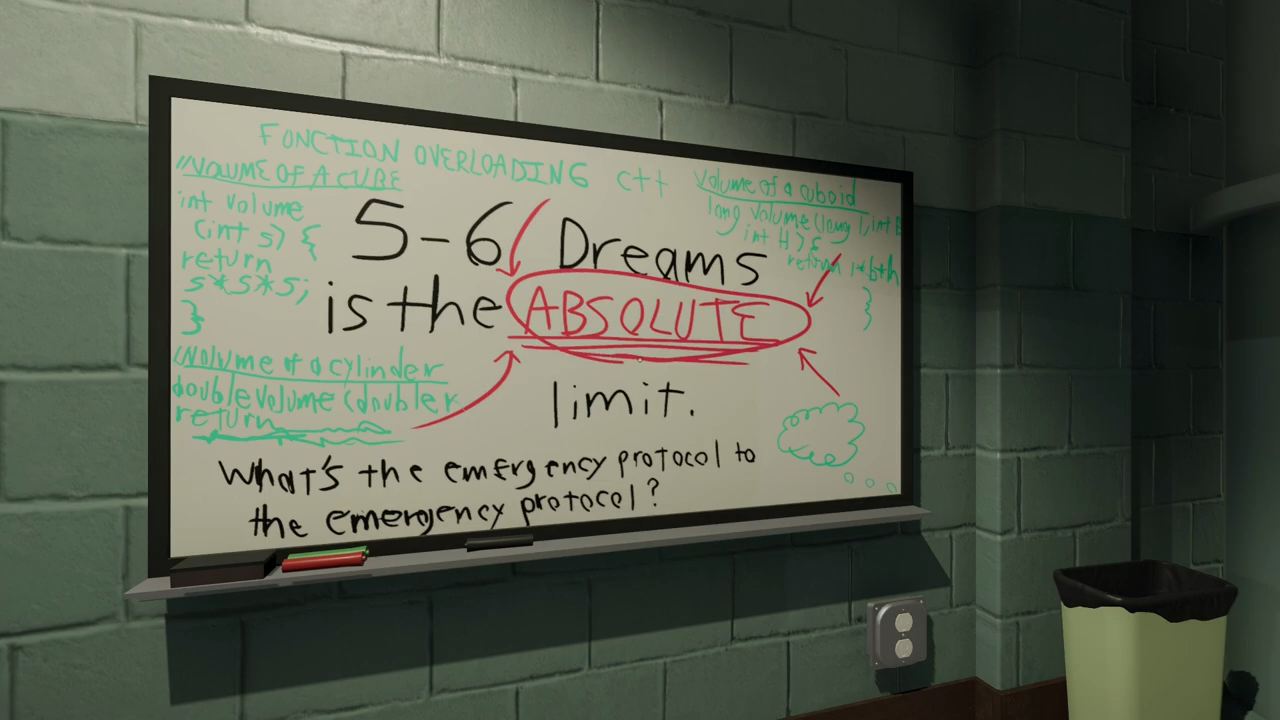 FONCTION OVERLOADING C++
//VOLUME OF A CUBE
int volume
(int s) {
return
s*s*s;
}
//Volume of a cylinder
double volume (double r
return
Volume of a cuboid
long volume (long l, int B
int H) {
return l*b*h
}
5-6 Dreams
is the ABSOLUTE
limit.
What's the emergency protocol to
the emergency protocol?